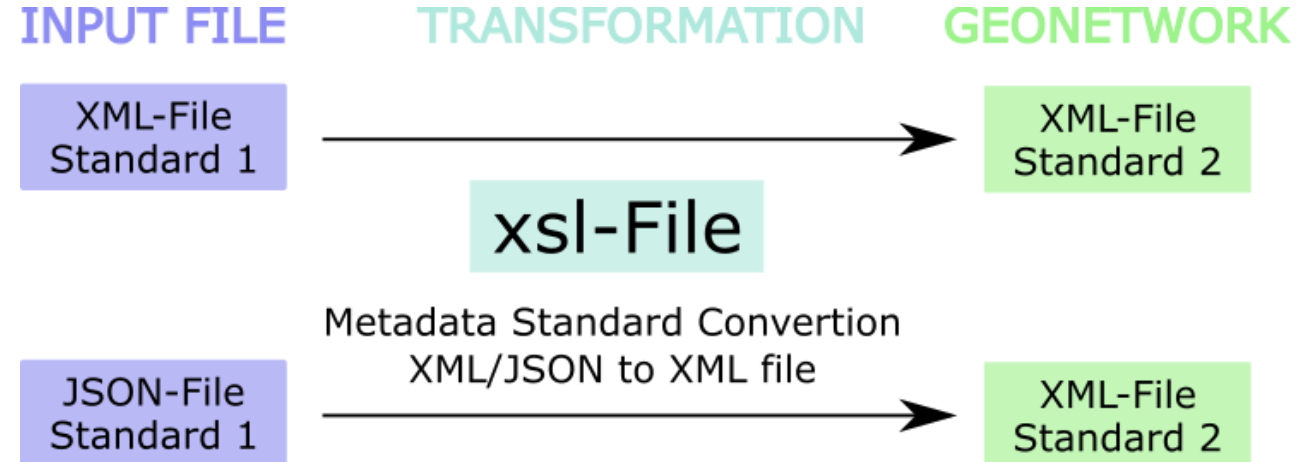 INPUT FILE
TRANSFORMATION
GEONETWORK
XML-File
Standard 1
XML-File
Standard 2
xsl-File
Metadata Standard Convertion
XML/JSON to XML file
JSON-File
Standard 1
XML-File
Standard 2